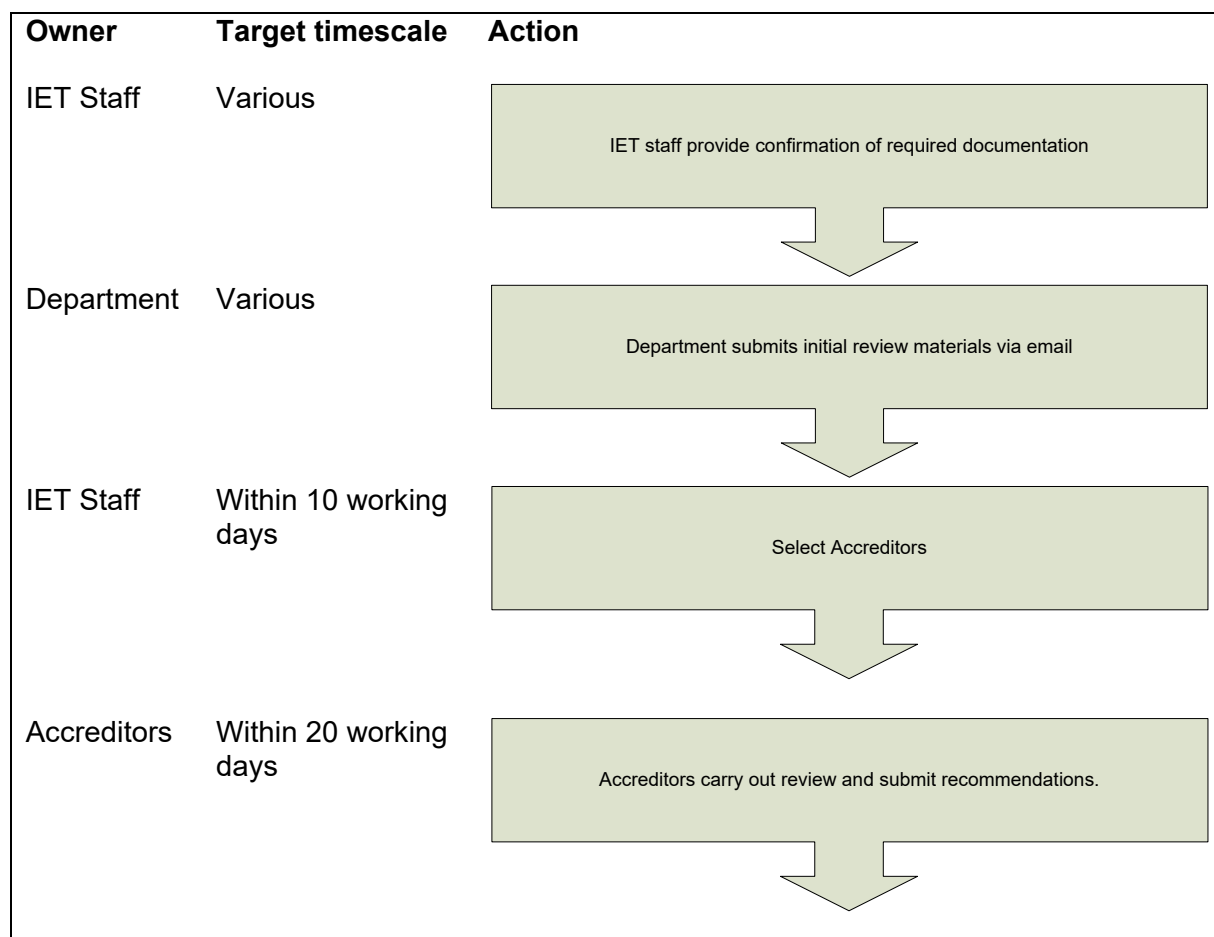 Owner Target timescale Action
IET Staff Various
IET staff provide confirmation of required documentation
Department Various
Department submits initial review materials via email
IET Staff Within 10 working
days
Select Accreditors
Accreditors Within 20 working
days
Accreditors carry out review and submit recommendations.